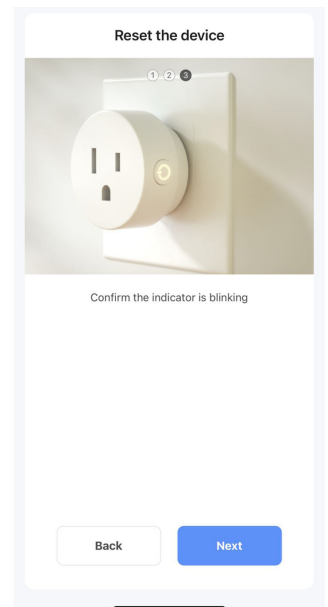 Reset the device
1 2 3
Confirm the indicator is blinking
Back Next